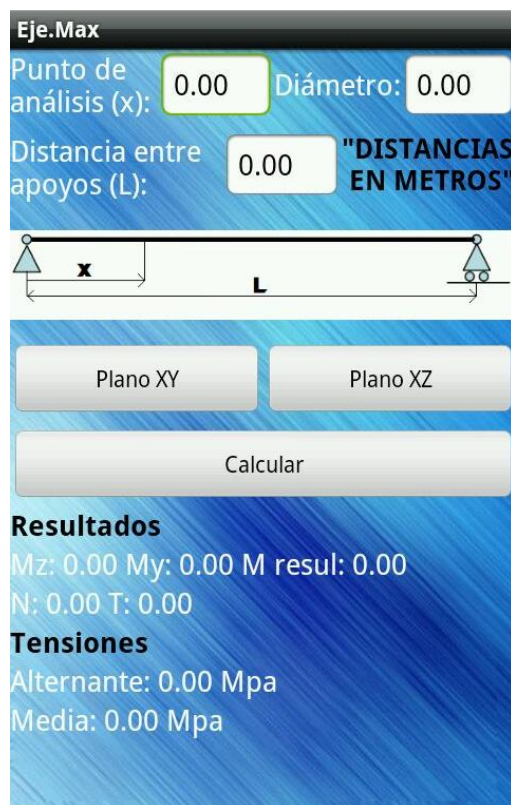 Eje.Max
Punto de
análisis (x): 0.00 Diámetro: 0.00
Distancia entre
apoyos (L): 0.00 "DISTANCIAS
EN METROS"
x
L
Plano XY Plano XZ
Calcular
Resultados
Mz: 0.00 My: 0.00 M resul: 0.00
N: 0.00 T: 0.00
Tensiones
Alternante: 0.00 Mpa
Media: 0.00 Mpa